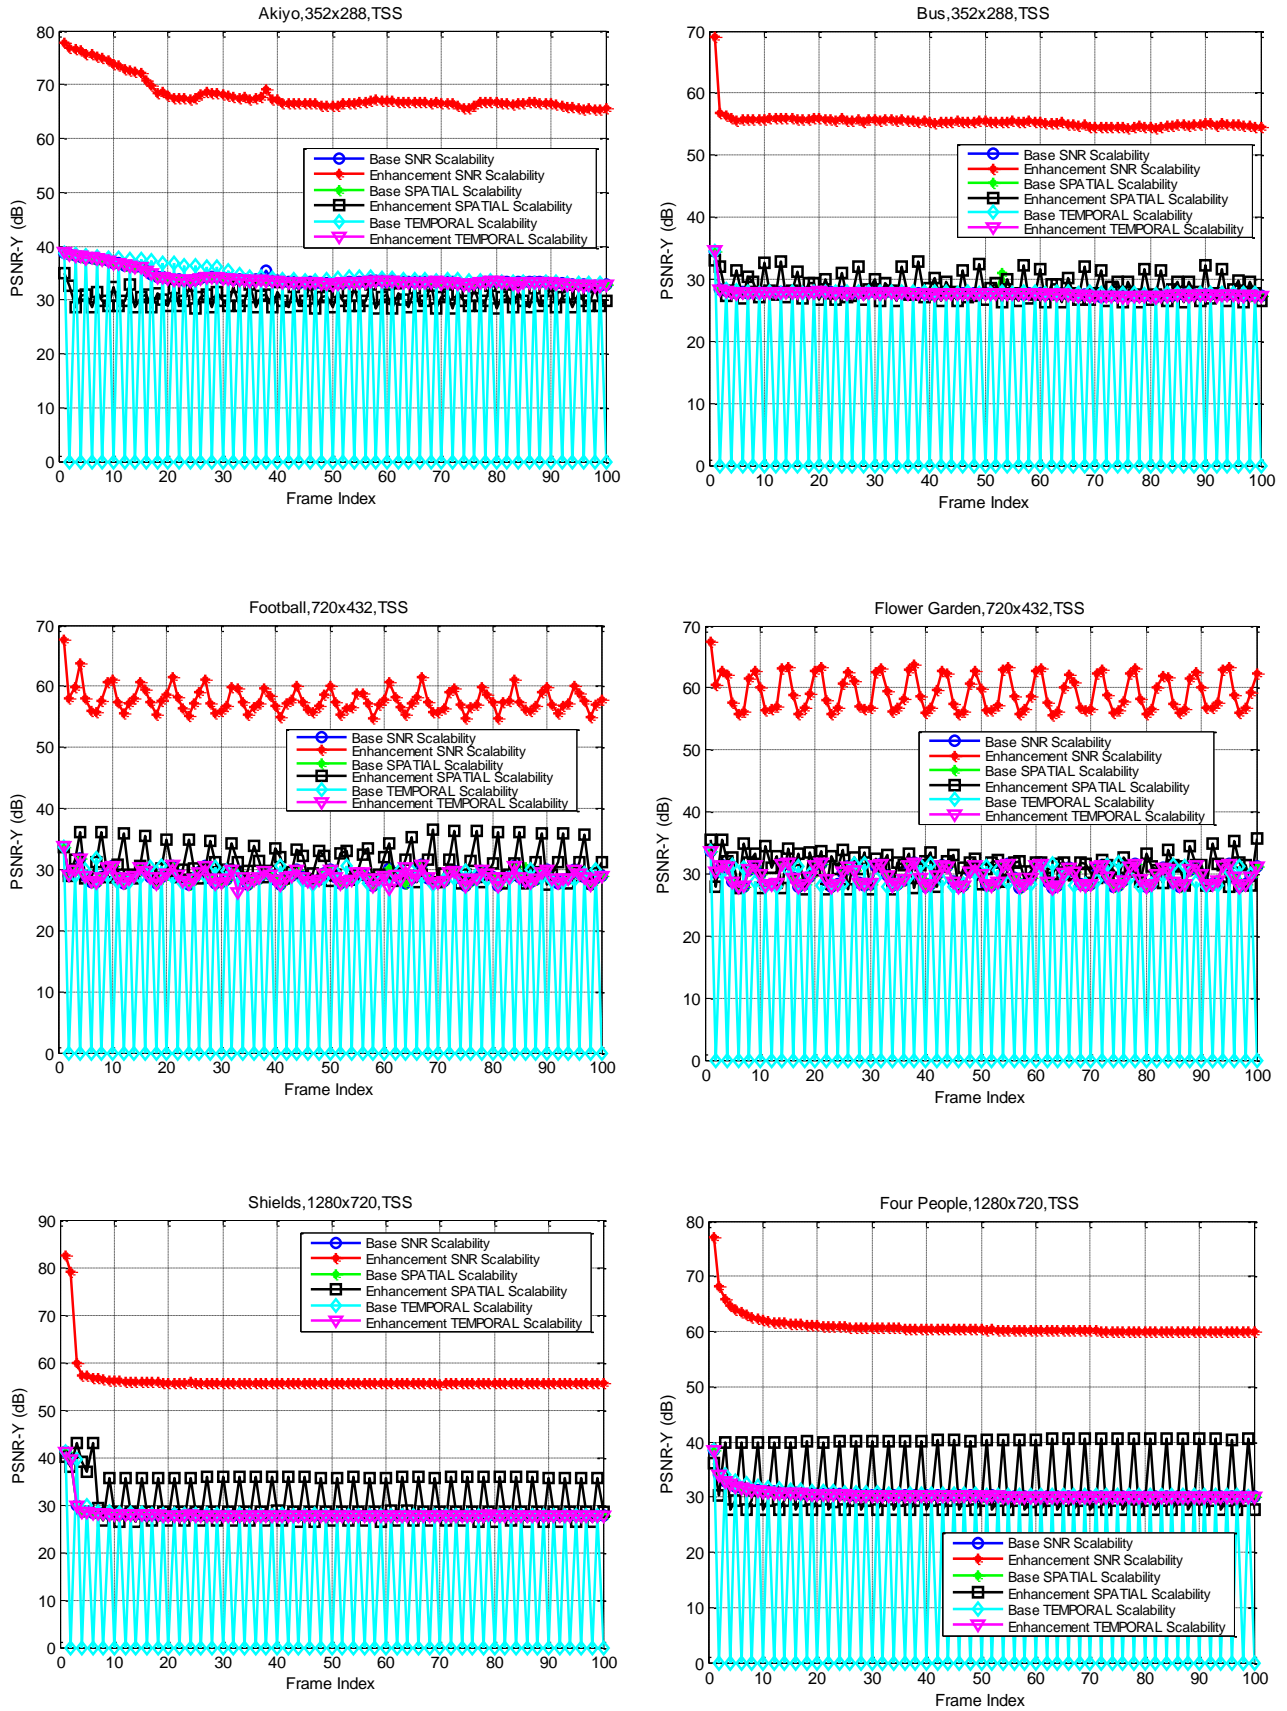 Akiyo,352x288,TSS
PSNR-Y (dB)
80
70
60
50
40
30
20
10
0
Base SNR Scalability
Enhancement SNR Scalability
Base SPATIAL Scalability
Enhancement SPATIAL Scalability
Base TEMPORAL Scalability
Enhancement TEMPORAL Scalability
0 10 20 30 40 50 60 70 80 90 100
Frame Index
Bus,352x288,TSS
PSNR-Y (dB)
70
60
50
40
30
20
10
0
Base SNR Scalability
Enhancement SNR Scalability
Base SPATIAL Scalability
Enhancement SPATIAL Scalability
Base TEMPORAL Scalability
Enhancement TEMPORAL Scalability
0 10 20 30 40 50 60 70 80 90 100
Frame Index
Football,720x432,TSS
PSNR-Y (dB)
70
60
50
40
30
20
10
0
Base SNR Scalability
Enhancement SNR Scalability
Base SPATIAL Scalability
Enhancement SPATIAL Scalability
Base TEMPORAL Scalability
Enhancement TEMPORAL Scalability
0 10 20 30 40 50 60 70 80 90 100
Frame Index
Flower Garden,720x432,TSS
PSNR-Y (dB)
70
60
50
40
30
20
10
0
Base SNR Scalability
Enhancement SNR Scalability
Base SPATIAL Scalability
Enhancement SPATIAL Scalability
Base TEMPORAL Scalability
Enhancement TEMPORAL Scalability
0 10 20 30 40 50 60 70 80 90 100
Frame Index
Shields,1280x720,TSS
PSNR-Y (dB)
90
80
70
60
50
40
30
20
10
0
Base SNR Scalability
Enhancement SNR Scalability
Base SPATIAL Scalability
Enhancement SPATIAL Scalability
Base TEMPORAL Scalability
Enhancement TEMPORAL Scalability
0 10 20 30 40 50 60 70 80 90 100
Frame Index
Four People,1280x720,TSS
PSNR-Y (dB)
80
70
60
50
40
30
20
10
0
Base SNR Scalability
Enhancement SNR Scalability
Base SPATIAL Scalability
Enhancement SPATIAL Scalability
Base TEMPORAL Scalability
Enhancement TEMPORAL Scalability
0 10 20 30 40 50 60 70 80 90 100
Frame Index